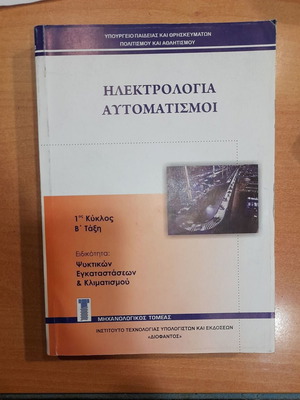 ΥΠΟΥΡΓΕΙΟ ΠΑΙΔΕΙΑΣ ΚΑΙ ΘΡΗΣΚΕΥΜΑΤΩΝ
ΠΟΛΙΤΙΣΜΟΥ ΚΑΙ ΑΘΛΗΤΙΣΜΟΥ
ΗΛΕΚΤΡΟΛΟΓΙΑ
ΑΥΤΟΜΑΤΙΣΜΟΙ
1ος Κύκλος
Β΄ Τάξη
Ειδικότητα:
Ψυκτικών
Εγκαταστάσεων
& Κλιματισμού
ΜΗΧΑΝΟΛΟΓΙΚΟΣ ΤΟΜΕΑΣ
ΙΝΣΤΙΤΟΥΤΟ ΤΕΧΝΟΛΟΓΙΑΣ ΥΠΟΛΟΓΙΣΤΩΝ ΚΑΙ ΕΚΔΟΣΕΩΝ
«ΔΙΟΦΑΝΤΟΣ»